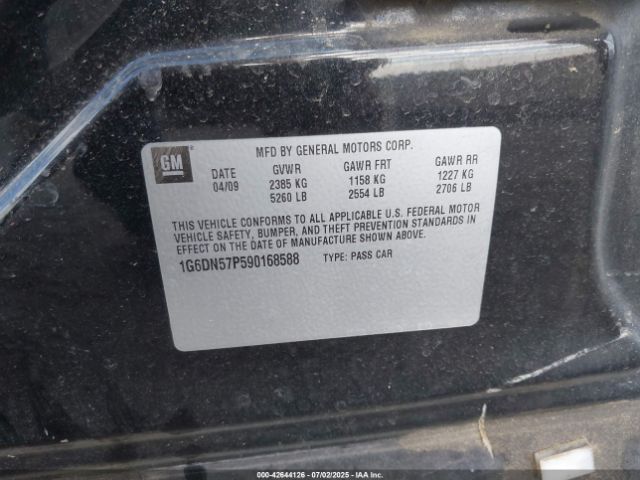 GM
MFD BY GENERAL MOTORS CORP.
DATE GVWR GAWR FRT GAWR RR
04/09 2385 KG 1158 KG 1227 KG
5260 LB 2554 LB 2706 LB
THIS VEHICLE CONFORMS TO ALL APPLICABLE U.S. FEDERAL MOTOR
VEHICLE SAFETY, BUMPER, AND THEFT PREVENTION STANDARDS IN
EFFECT ON THE DATE OF MANUFACTURE SHOWN ABOVE.
1G6DN57P590168588 TYPE: PASS CAR
000-42644126 07/02/2025 IAAI.com